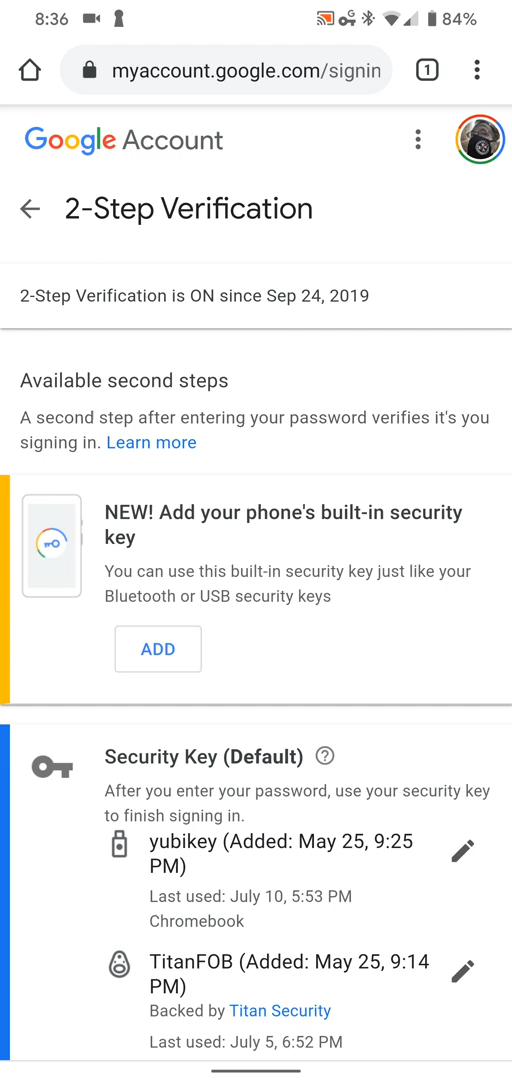 8:36
84%
myaccount.google.com/signin
1
Google Account
2-Step Verification
2-Step Verification is ON since Sep 24, 2019
Available second steps
A second step after entering your password verifies it's you
signing in. Learn more
NEW! Add your phone's built-in security
key
You can use this built-in security key just like your
Bluetooth or USB security keys
ADD
Security Key (Default)
After you enter your password, use your security key
to finish signing in.
yubikey (Added: May 25, 9:25
PM)
Last used: July 10, 5:53 PM
Chromebook
TitanFOB (Added: May 25, 9:14
PM)
Backed by Titan Security
Last used: July 5, 6:52 PM